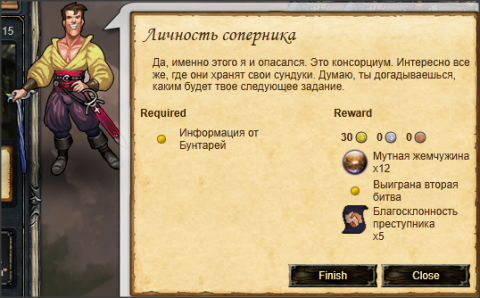 15
Личность соперника
Да, именно этого я и опасался. Это консорциум. Интересно все
же, где они хранят свои сундуки. Думаю, ты догадываешься,
каким будет твое следующее задание.
Required
Информация от
Бунтарей
Reward
30 0 0
Мутная жемчужина
x12
Выиграна вторая
битва
Благосклонность
преступника
x5
Finish
Close